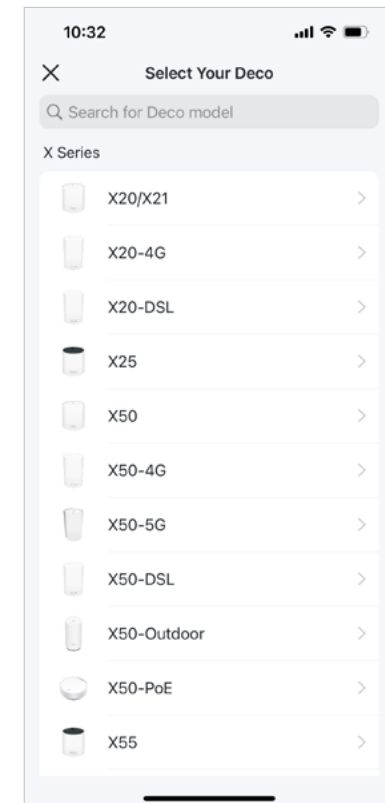 10:32
Select Your Deco
Search for Deco model
X Series
X20/X21
X20-4G
X20-DSL
X25
X50
X50-4G
X50-5G
X50-DSL
X50-Outdoor
X50-PoE
X55